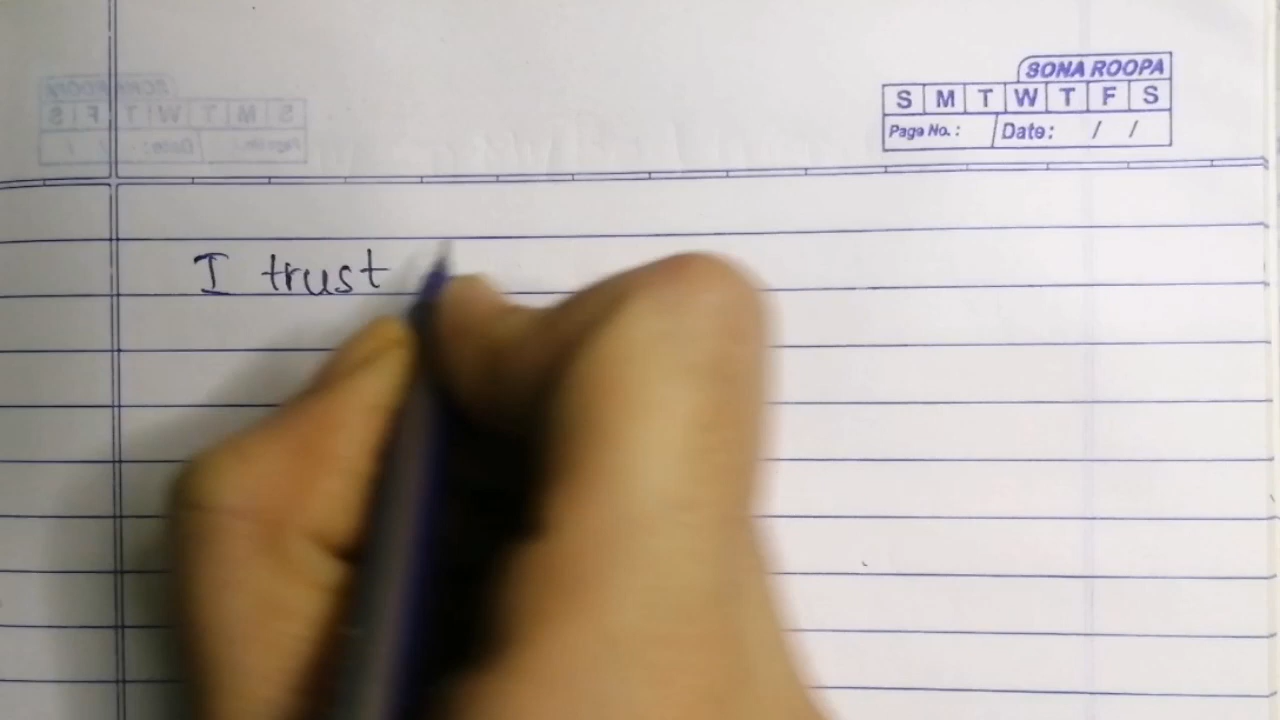 SONA ROOPA
S M T W T F S
Page No. : Date: / /
I trust